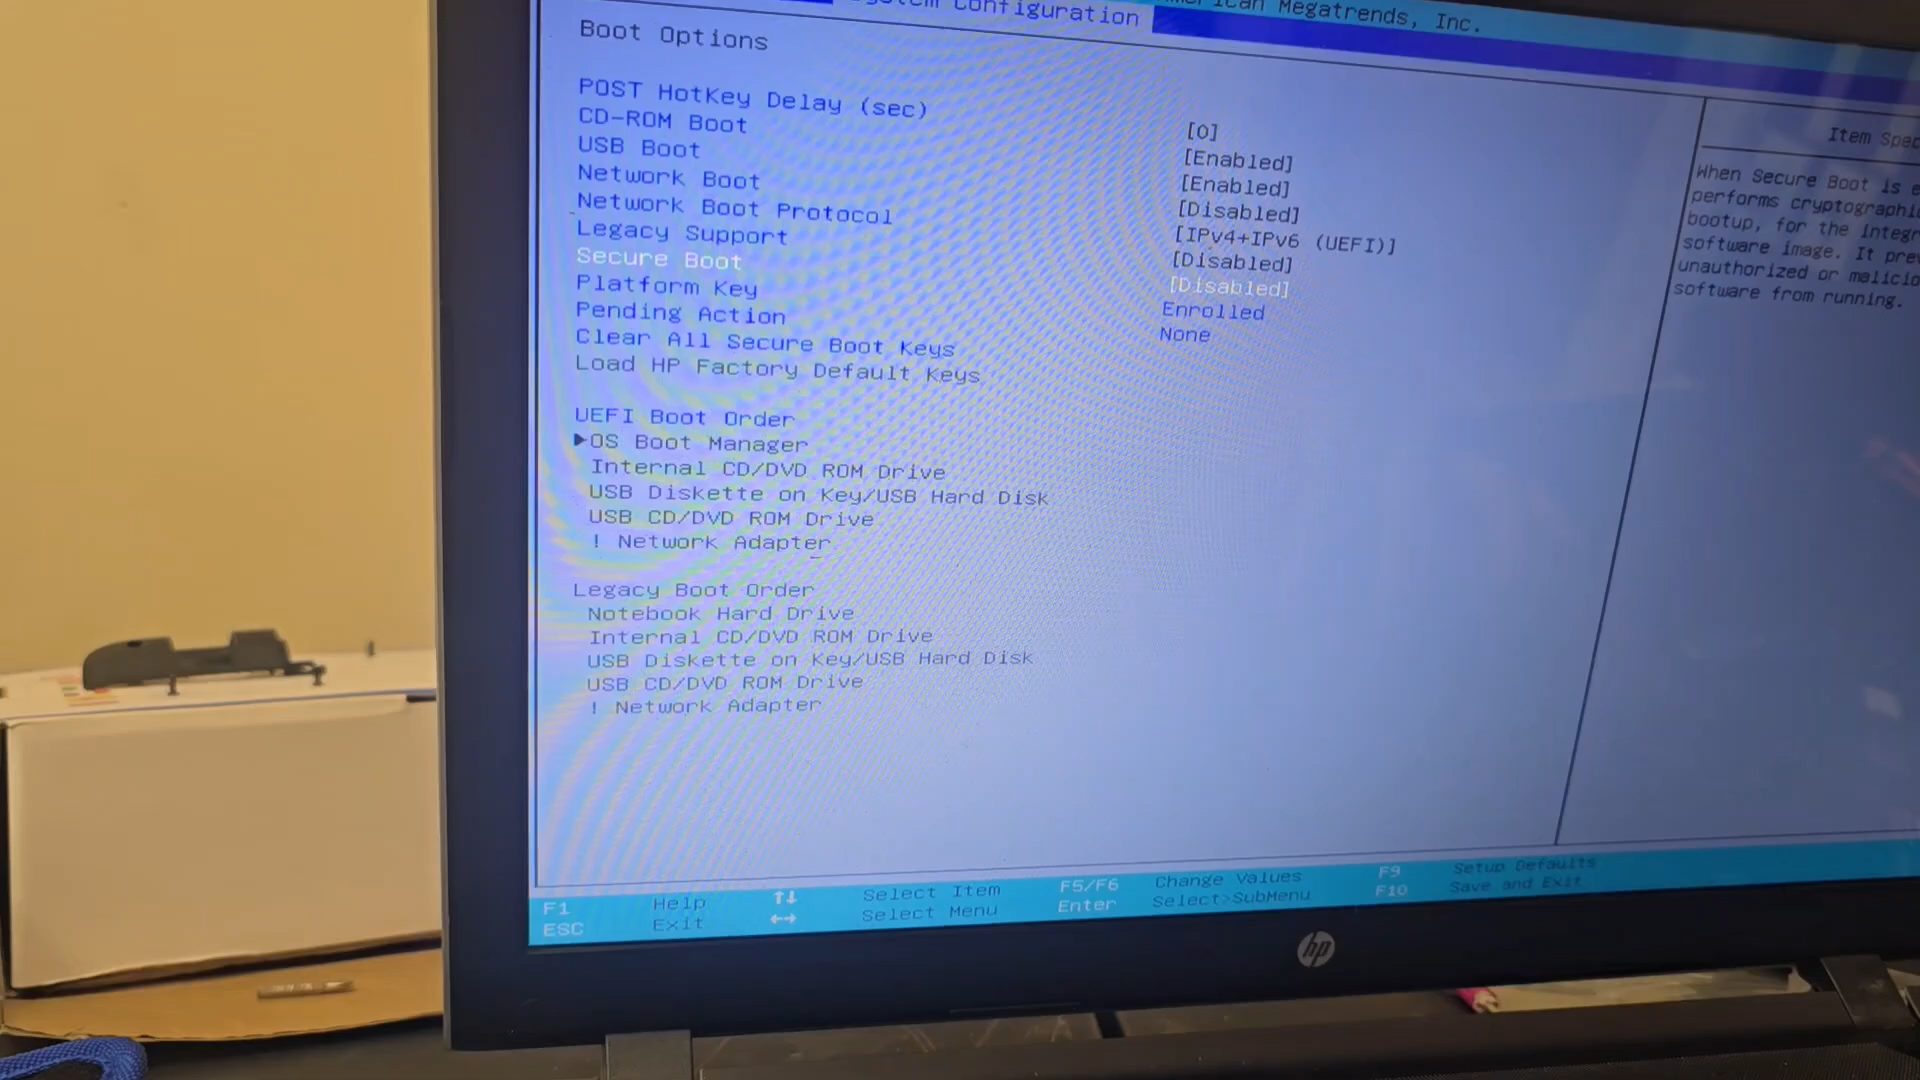 Configuration
Megatrends, Inc.
Boot Options
POST HotKey Delay (sec) [0]
CD-ROM Boot [Enabled]
USB Boot [Enabled]
Network Boot [Disabled]
Network Boot Protocol [IPv4+IPv6 (UEFI)]
Legacy Support [Disabled]
Secure Boot [Disabled]
Platform Key Enrolled
Pending Action None
Clear All Secure Boot Keys
Load HP Factory Default Keys
UEFI Boot Order
▶OS Boot Manager
Internal CD/DVD ROM Drive
USB Diskette on Key/USB Hard Disk
USB CD/DVD ROM Drive
! Network Adapter
Legacy Boot Order
Notebook Hard Drive
Internal CD/DVD ROM Drive
USB Diskette on Key/USB Hard Disk
USB CD/DVD ROM Drive
! Network Adapter
Item
When Secure Boot is
performs
bootup, for the
software image. It
unauthorized or
software from running.
F1 Help ↑↓ Select Item F5/F6 Change Values F9 Setup Defaults
ESC Exit ←→ Select Menu Enter Select>SubMenu F10 Save and Exit
hp